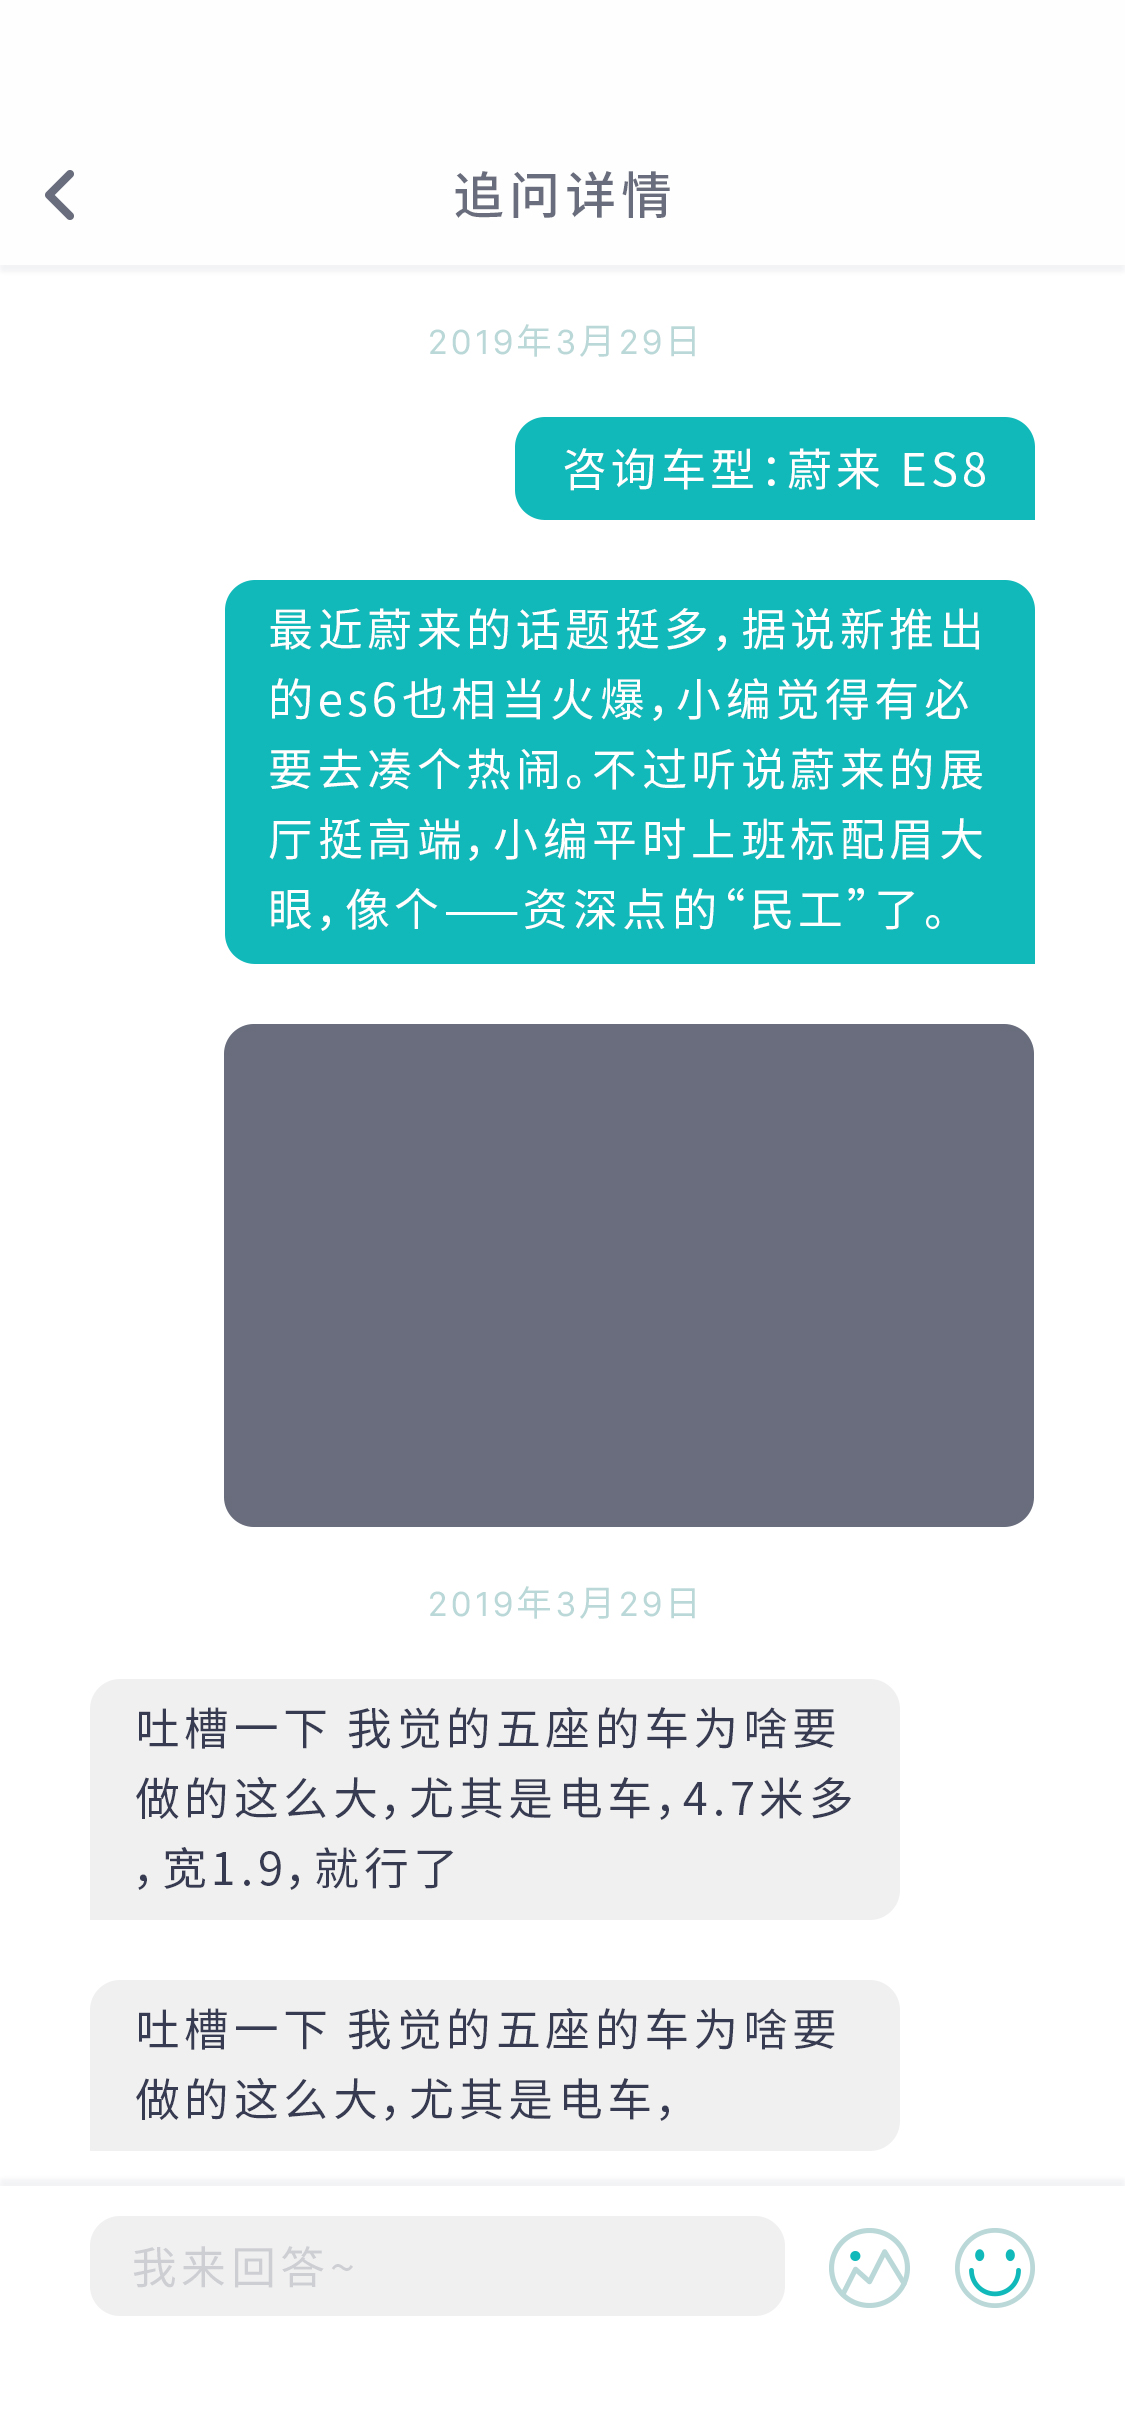 追问详情
2019年3月29日
咨询车型：蔚来 ES8
最近蔚来的话题挺多，据说新推出
的es6也相当火爆，小编觉得有必
要去凑个热闹。不过听说蔚来的展
厅挺高端，小编平时上班标配眉大
眼，像个——资深点的“民工”了。
2019年3月29日
吐槽一下 我觉的五座的车为啥要
做的这么大，尤其是电车，4.7米多
，宽1.9，就行了
吐槽一下 我觉的五座的车为啥要
做的这么大，尤其是电车，
我来回答~